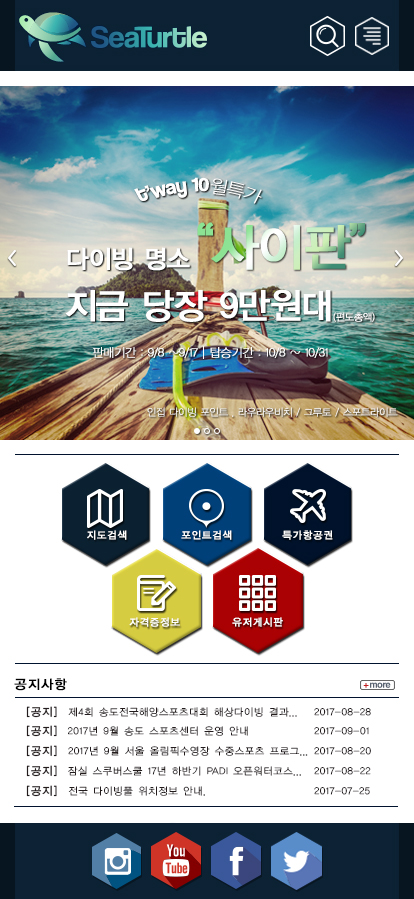 SeaTurtle
t'way 10월특가
다이빙 명소 “사이판”
지금 당장 9만원대 (편도총액)
판매기간 : 9/8 ~ 9/17 | 탑승기간 : 10/8 ~ 10/31
인접 다이빙 포인트 . 라우라우비치 / 그루토 / 스포트라이트
지도검색 포인트검색 특가항공권
자격증정보 유저게시판
공지사항 +more
[공지] 제4회 송도전국해양스포츠대회 해상다이빙 결과... 2017-08-28
[공지] 2017년 9월 송도 스포츠센터 운영 안내 2017-09-01
[공지] 2017년 9월 서울 올림픽수영장 수중스포츠 프로그... 2017-08-20
[공지] 잠실 스쿠버스쿨 17년 하반기 PADI 오픈워터코스... 2017-08-22
[공지] 전국 다이빙풀 위치정보 안내. 2017-07-25
You
Tube